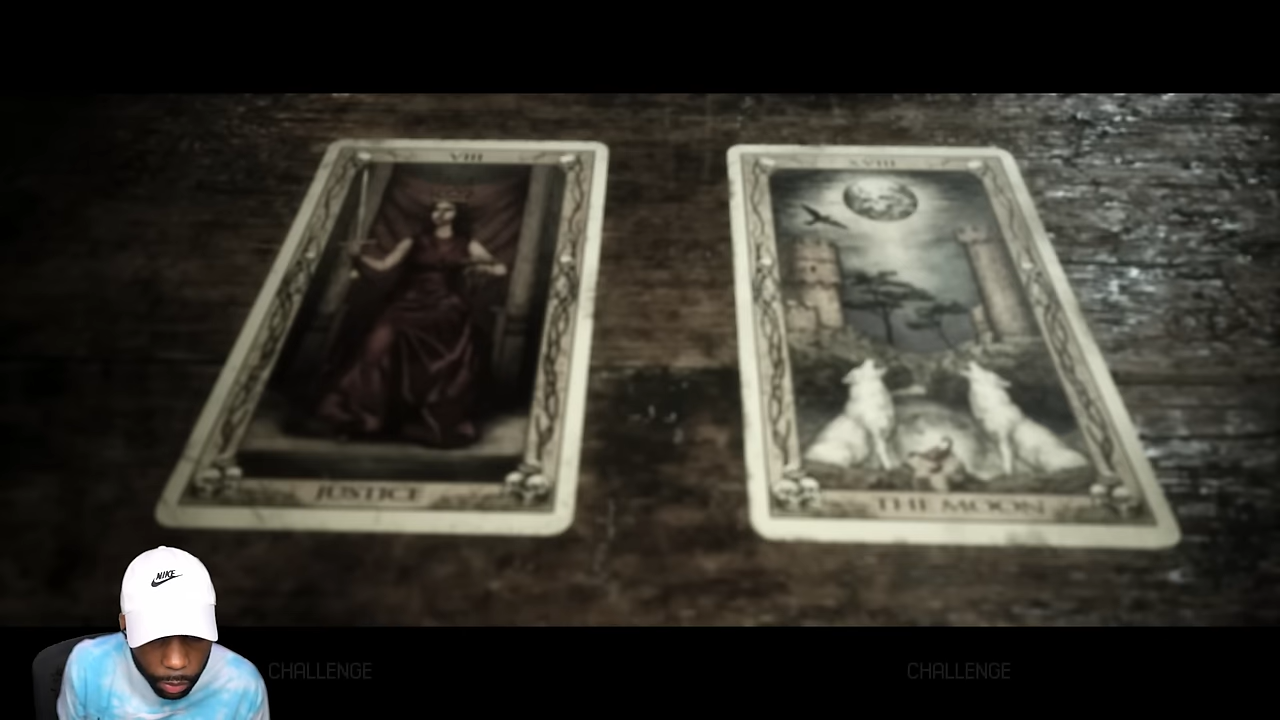 VIII
XVIII
JUSTICE
THE MOON
NIKE
CHALLENGE
CHALLENGE